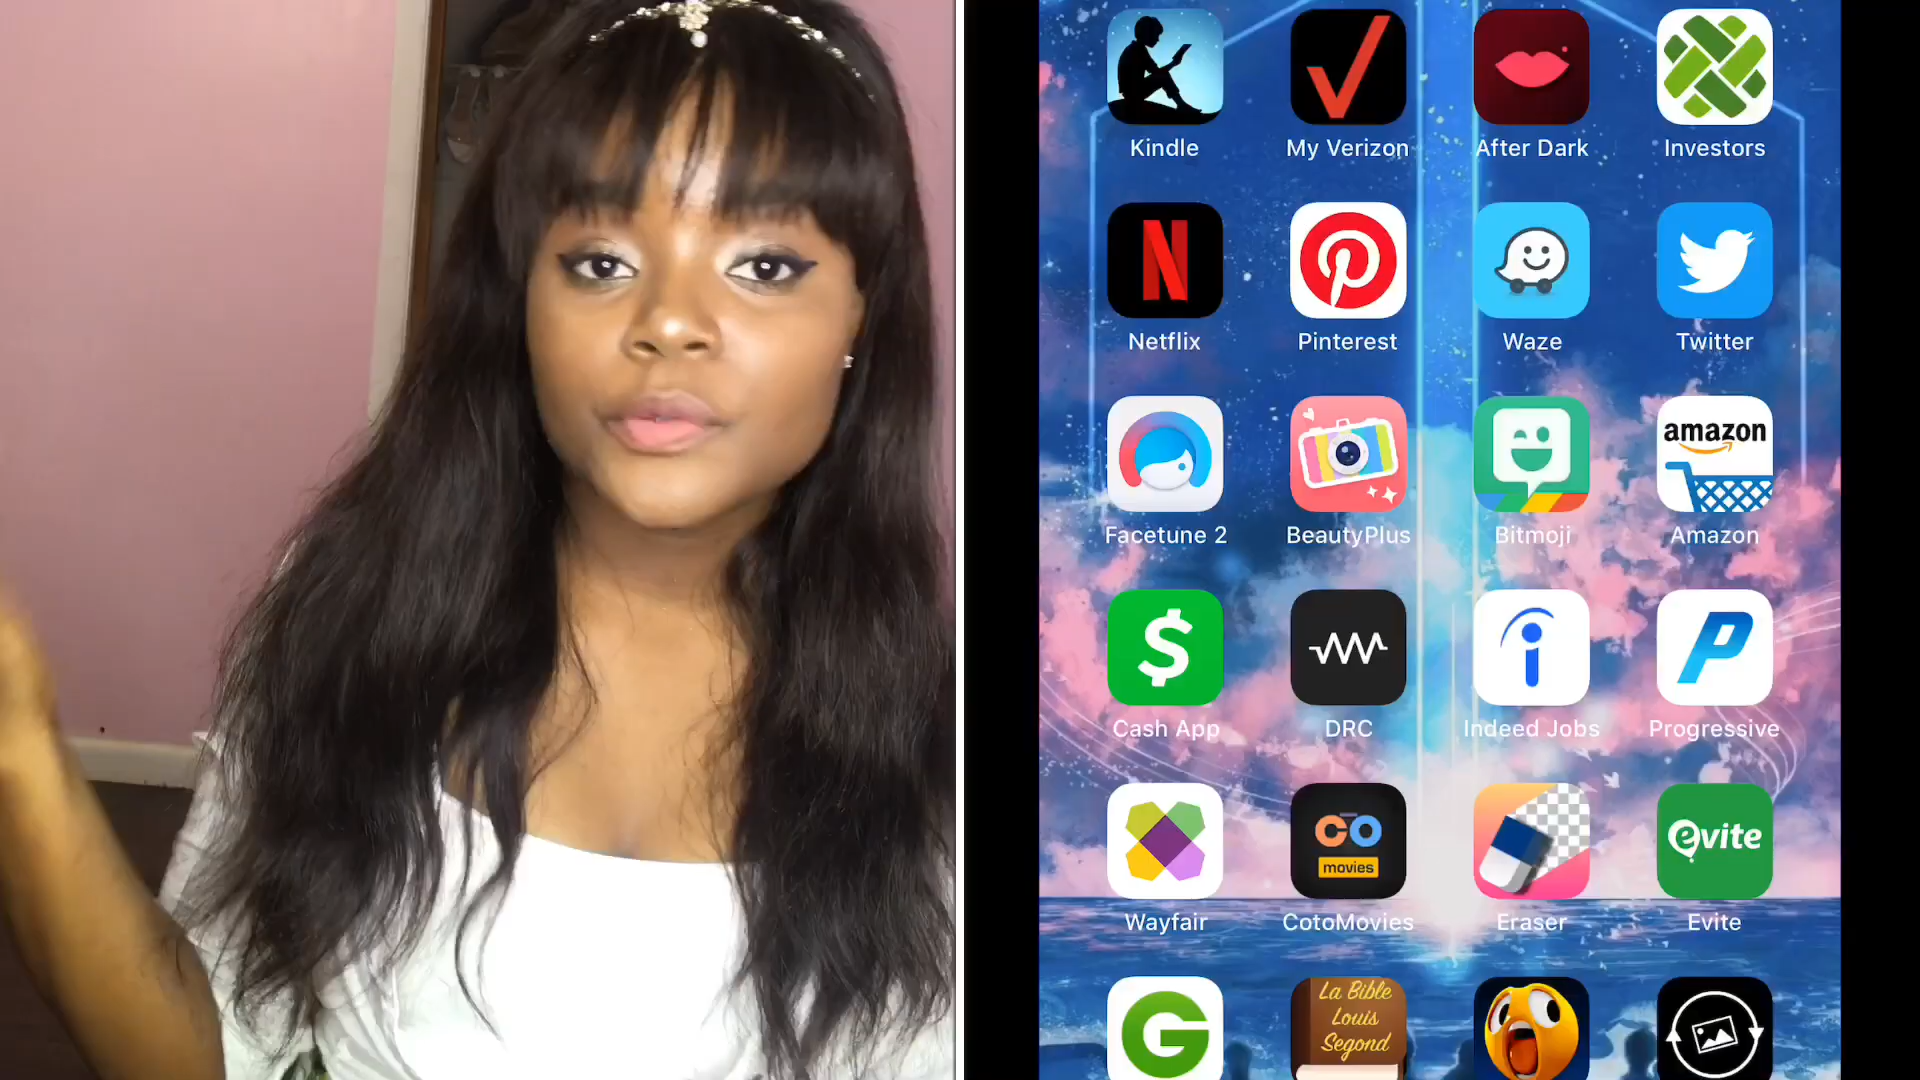 Kindle
My Verizon
After Dark
Investors
N
Netflix
Pinterest
Waze
Twitter
amazon
Facetune 2
BeautyPlus
Bitmoji
Amazon
$
i
P
Cash App
DRC
Indeed Jobs
Progressive
CO
movies
evite
Wayfair
CotoMovies
Eraser
Evite
G
La Bible
Louis
Segond